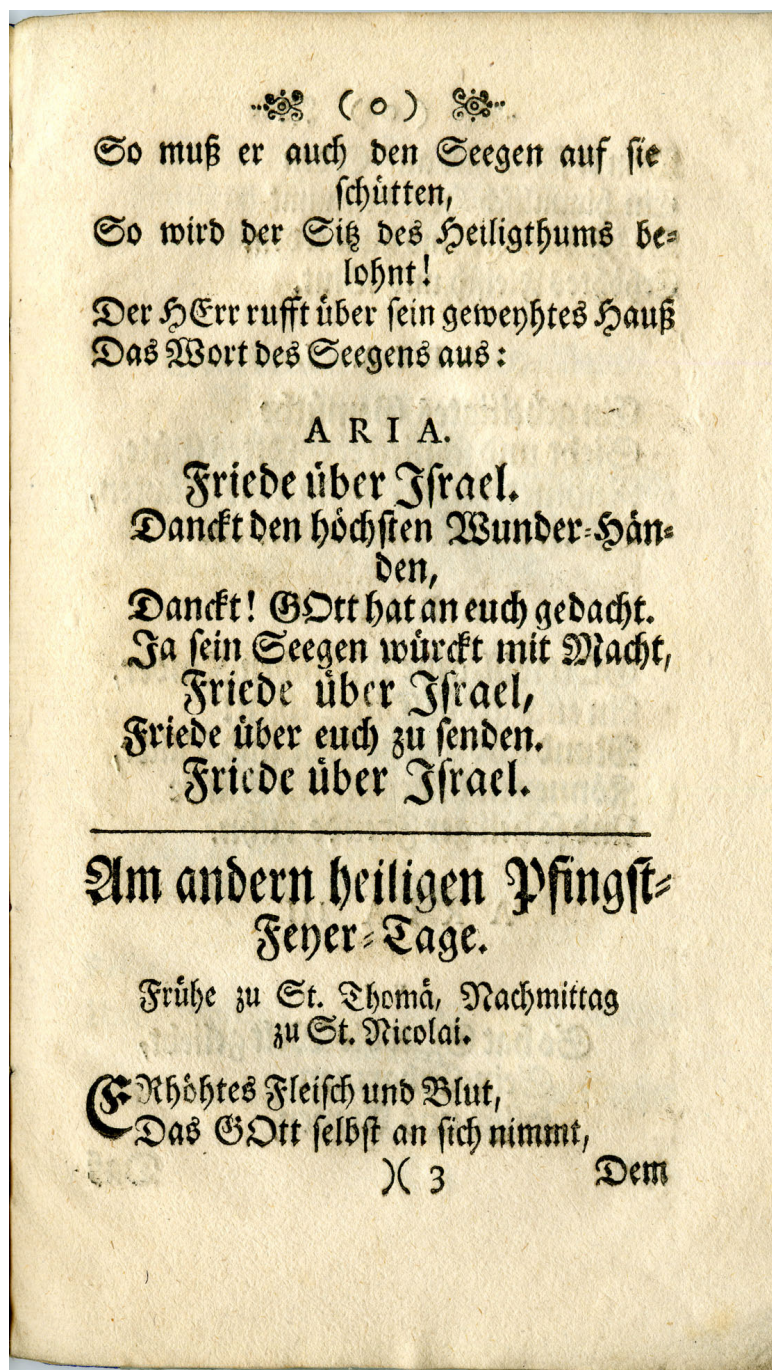 ( o )
So muß er auch den Seegen auf sie
schütten,
So wird der Sitz des Heiligthums be-
lohnt!
Der HErr rufft über sein geweyhtes Hauß
Das Wort des Seegens aus:
ARIA.
Friede über Israel.
Danckt den höchsten Wunder-Hän-
den,
Danckt! GOtt hat an euch gedacht.
Ja sein Seegen würckt mit Macht,
Friede über Israel,
Friede über euch zu senden.
Friede über Israel.
Am andern heiligen Pfingst-
Feyer-Tage.
Frühe zu St. Thomä, Nachmittag
zu St. Nicolai.
ERhöhtes Fleisch und Blut,
Das GOtt selbst an sich nimmt,
)( 3 Dem